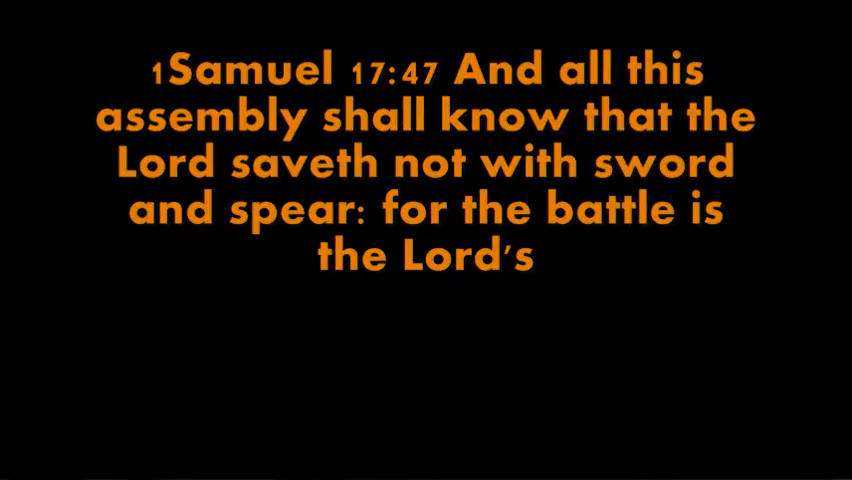 1Samuel 17:47 And all this
assembly shall know that the
Lord saveth not with sword
and spear: for the battle is
the Lord's